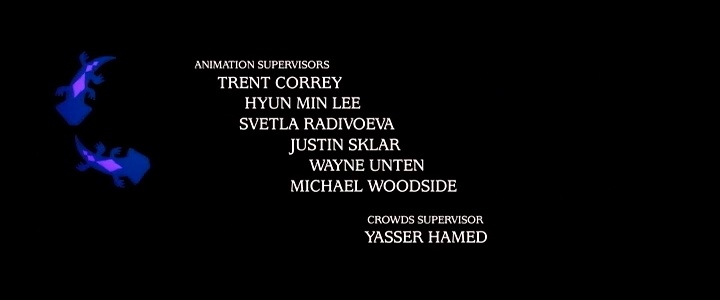 ANIMATION SUPERVISORS
TRENT CORREY
HYUN MIN LEE
SVETLA RADIVOEVA
JUSTIN SKLAR
WAYNE UNTEN
MICHAEL WOODSIDE
CROWDS SUPERVISOR
YASSER HAMED